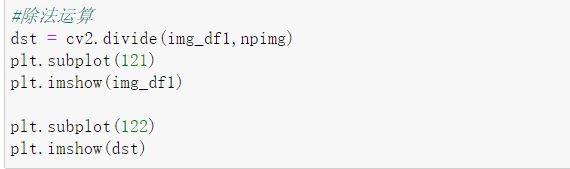 #除法运算
dst = cv2.divide(img_df1,npimg)
plt.subplot(121)
plt.imshow(img_df1)
plt.subplot(122)
plt.imshow(dst)